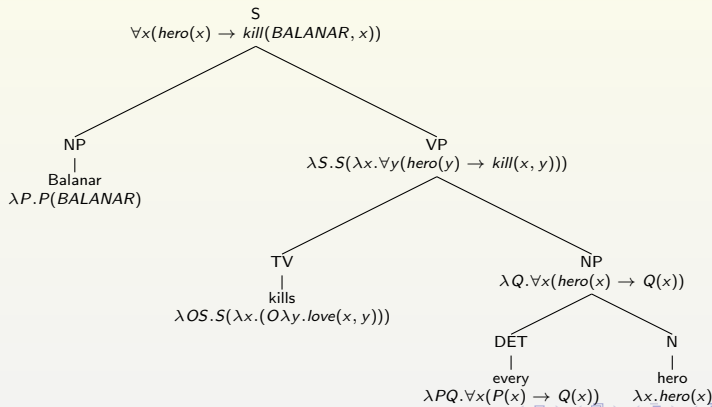 S
∀x(hero(x) → kill(BALANAR, x))
NP
VP
Balanar
λS.S(λx.∀y(hero(y) → kill(x, y)))
λP.P(BALANAR)
TV
NP
kills
λQ.∀x(hero(x) → Q(x))
λOS.S(λx.(Oλy.love(x, y)))
DET
N
every
hero
λPQ.∀x(P(x) → Q(x))
λx.hero(x)